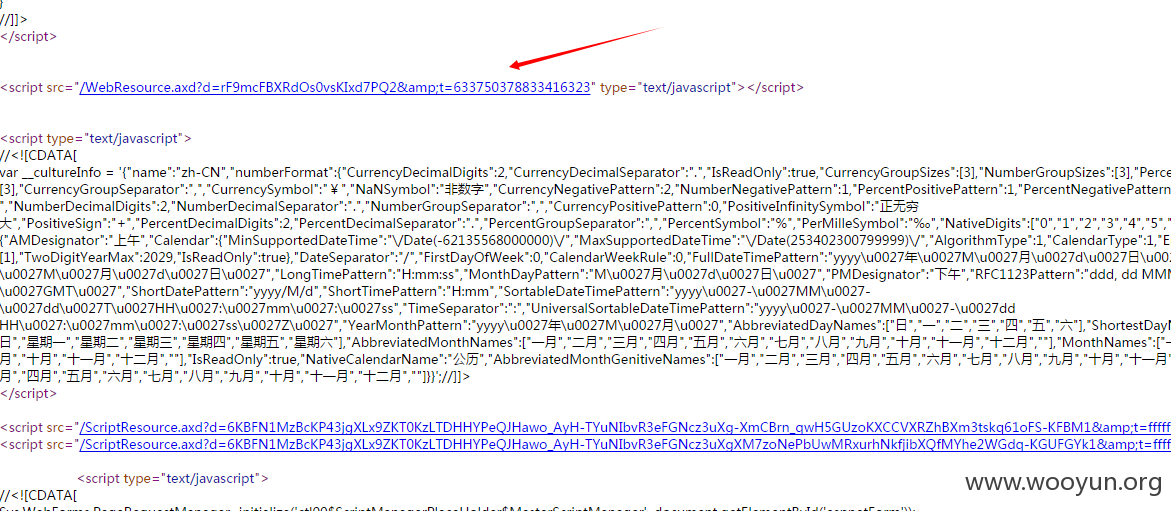 }
//]]>
</script>
<script src="/WebResource.axd?d=rF9mcFBXRdOs0vsKIxd7PQ2&amp;t=633750378833416323" type="text/javascript"></script>
<script type="text/javascript">
//<![CDATA[
var __cultureInfo = '{"name":"zh-CN","numberFormat":{"CurrencyDecimalDigits":2,"CurrencyDecimalSeparator":".","IsReadOnly":true,"CurrencyGroupSizes":[3],"NumberGroupSizes":[3],"Perce
[3],"CurrencyGroupSeparator":",","CurrencySymbol":"¥","NaNSymbol":"非数字","CurrencyNegativePattern":2,"NumberNegativePattern":1,"PercentPositivePattern":1,"PercentNegativePattern
","NumberDecimalDigits":2,"NumberDecimalSeparator":".","NumberGroupSeparator":",","CurrencyPositivePattern":0,"PositiveInfinitySymbol":"正无穷
大","PositiveSign":"+","PercentDecimalDigits":2,"PercentDecimalSeparator":".","PercentGroupSeparator":",","PercentSymbol":"%","PerMilleSymbol":"‰","NativeDigits":["0","1","2","3","4","5","
{"AMDesignator":"上午","Calendar":{"MinSupportedDateTime":"\/Date(-62135568000000)\/","MaxSupportedDateTime":"\/Date(253402300799999)\/","AlgorithmType":1,"CalendarType":1,"E
[1],"TwoDigitYearMax":2029,"IsReadOnly":true},"DateSeparator":"/","FirstDayOfWeek":0,"CalendarWeekRule":0,"FullDateTimePattern":"yyyy\u0027年\u0027M\u0027月\u0027d\u0027日\u0027
\u0027M\u0027月\u0027d\u0027日\u0027","LongTimePattern":"H:mm:ss","MonthDayPattern":"M\u0027月\u0027d\u0027日\u0027","PMDesignator":"下午","RFC1123Pattern":"ddd, dd MMM
\u0027GMT\u0027","ShortDatePattern":"yyyy/M/d","ShortTimePattern":"H:mm","SortableDateTimePattern":"yyyy\u0027-\u0027MM\u0027-
\u0027dd\u0027T\u0027HH\u0027:\u0027mm\u0027:\u0027ss","TimeSeparator":":","UniversalSortableDateTimePattern":"yyyy\u0027-\u0027MM\u0027-\u0027dd
HH\u0027:\u0027mm\u0027:\u0027ss\u0027Z\u0027","YearMonthPattern":"yyyy\u0027年\u0027M\u0027月\u0027","AbbreviatedDayNames":["日","一","二","三","四","五","六"],"ShortestDayN
日","星期一","星期二","星期三","星期四","星期五","星期六"],"AbbreviatedMonthNames":["一月","二月","三月","四月","五月","六月","七月","八月","九月","十月","十一月","十二月",""],"MonthNames":["一
月","十月","十一月","十二月",""],"IsReadOnly":true,"NativeCalendarName":"公历","AbbreviatedMonthGenitiveNames":["一月","二月","三月","四月","五月","六月","七月","八月","九月","十月","十一月
月","四月","五月","六月","七月","八月","九月","十月","十一月","十二月",""]}}';//]]>
</script>
<script src="/ScriptResource.axd?d=6KBFN1MzBcKP43jgXLx9ZKT0KzLTDHHYPeQJHawo_AyH-TYuNIbvR3eFGNcz3uXg-XmCBrn_qwH5GUzoKXCCVXRZhBXm3tskq61oFS-KFBM1&amp;t=fffff
<script src="/ScriptResource.axd?d=6KBFN1MzBcKP43jgXLx9ZKT0KzLTDHHYPeQJHawo_AyH-TYuNIbvR3eFGNcz3uXgXM7zoNePbUwMRxurhNkfjibXQfMYhe2WGdq-KGUFGYk1&amp;t=ffff
<script type="text/javascript">
//<![CDATA[
www.wooyun.org